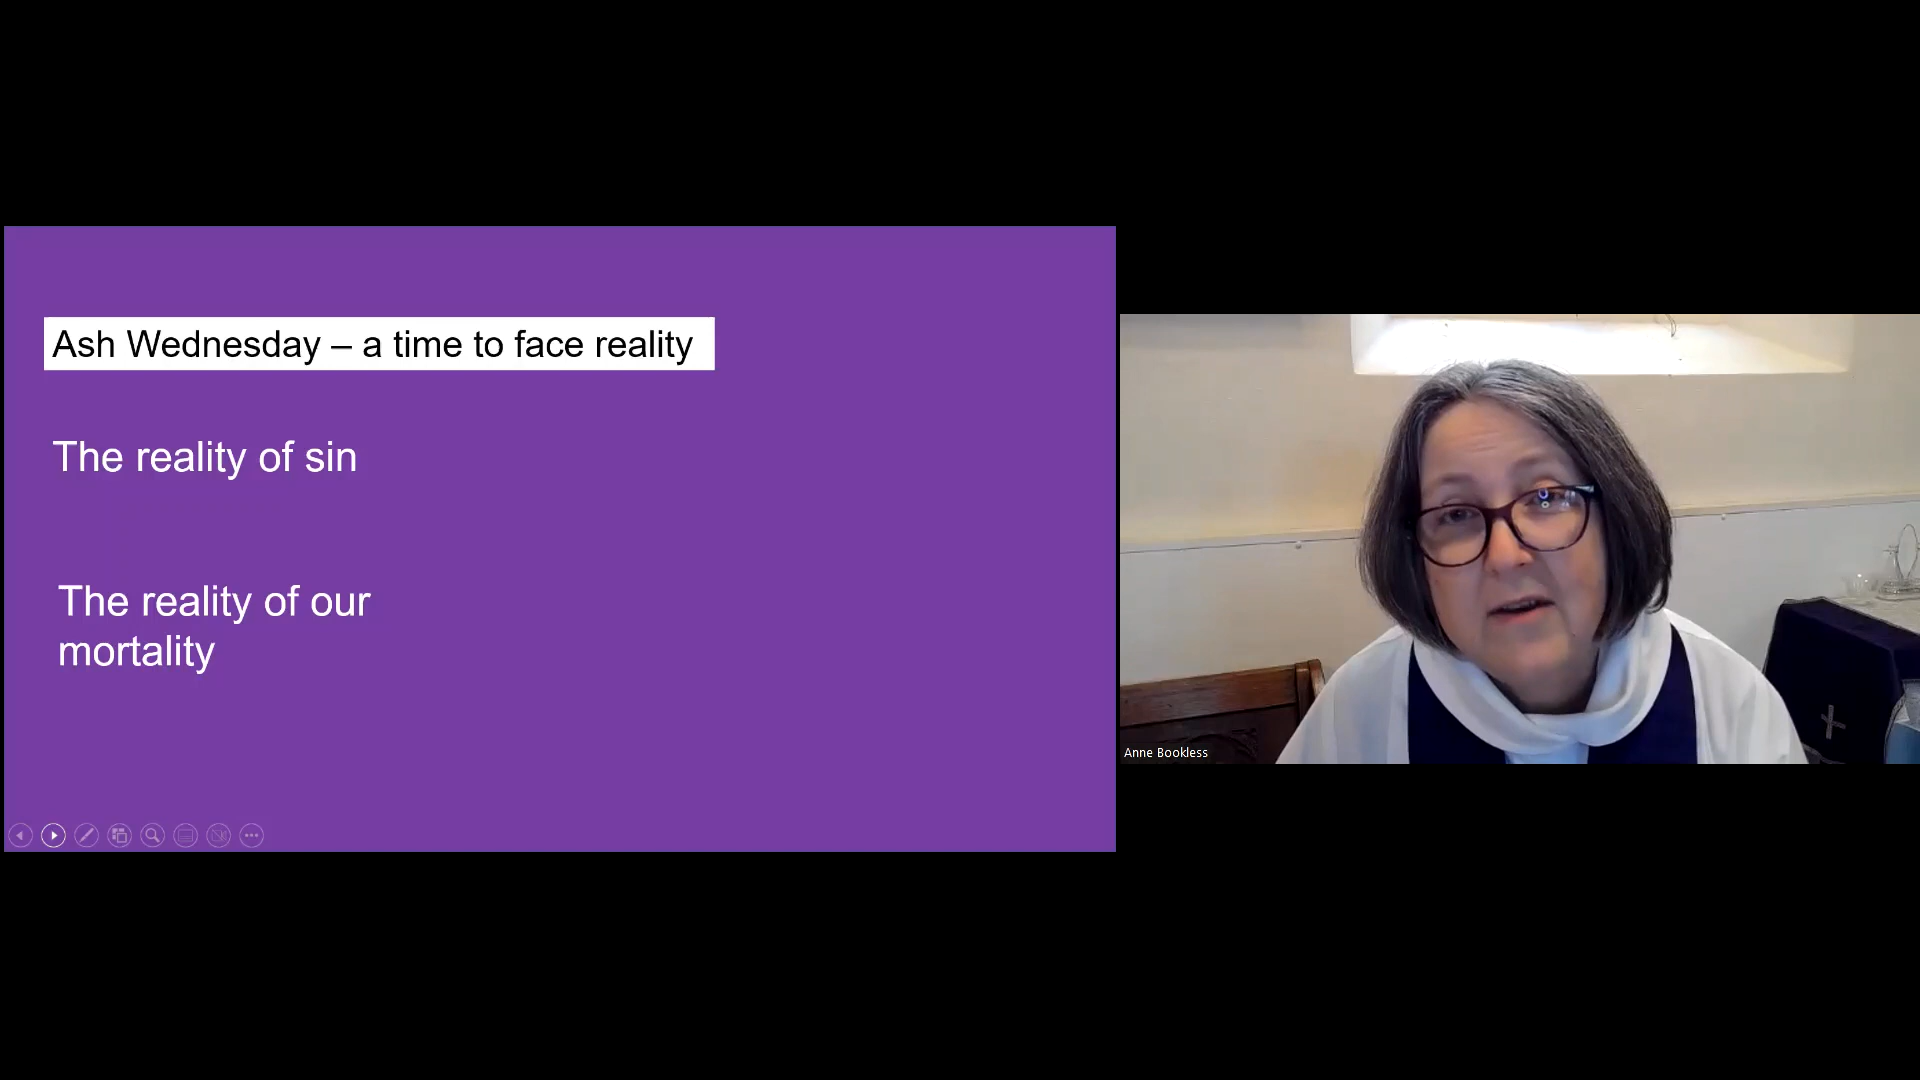 Ash Wednesday – a time to face reality
The reality of sin
The reality of our
mortality
Anne Bookless